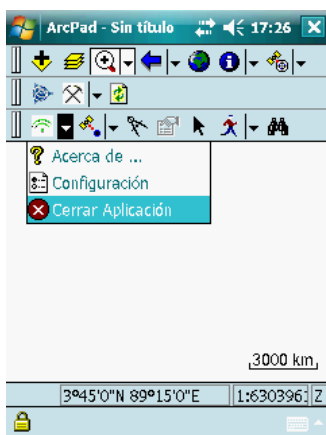 ArcPad - Sin título 17:26
Acerca de ...
Configuración
Cerrar Aplicación
3000 km
3º45'0"N 89º15'0"E 1:630396 Z